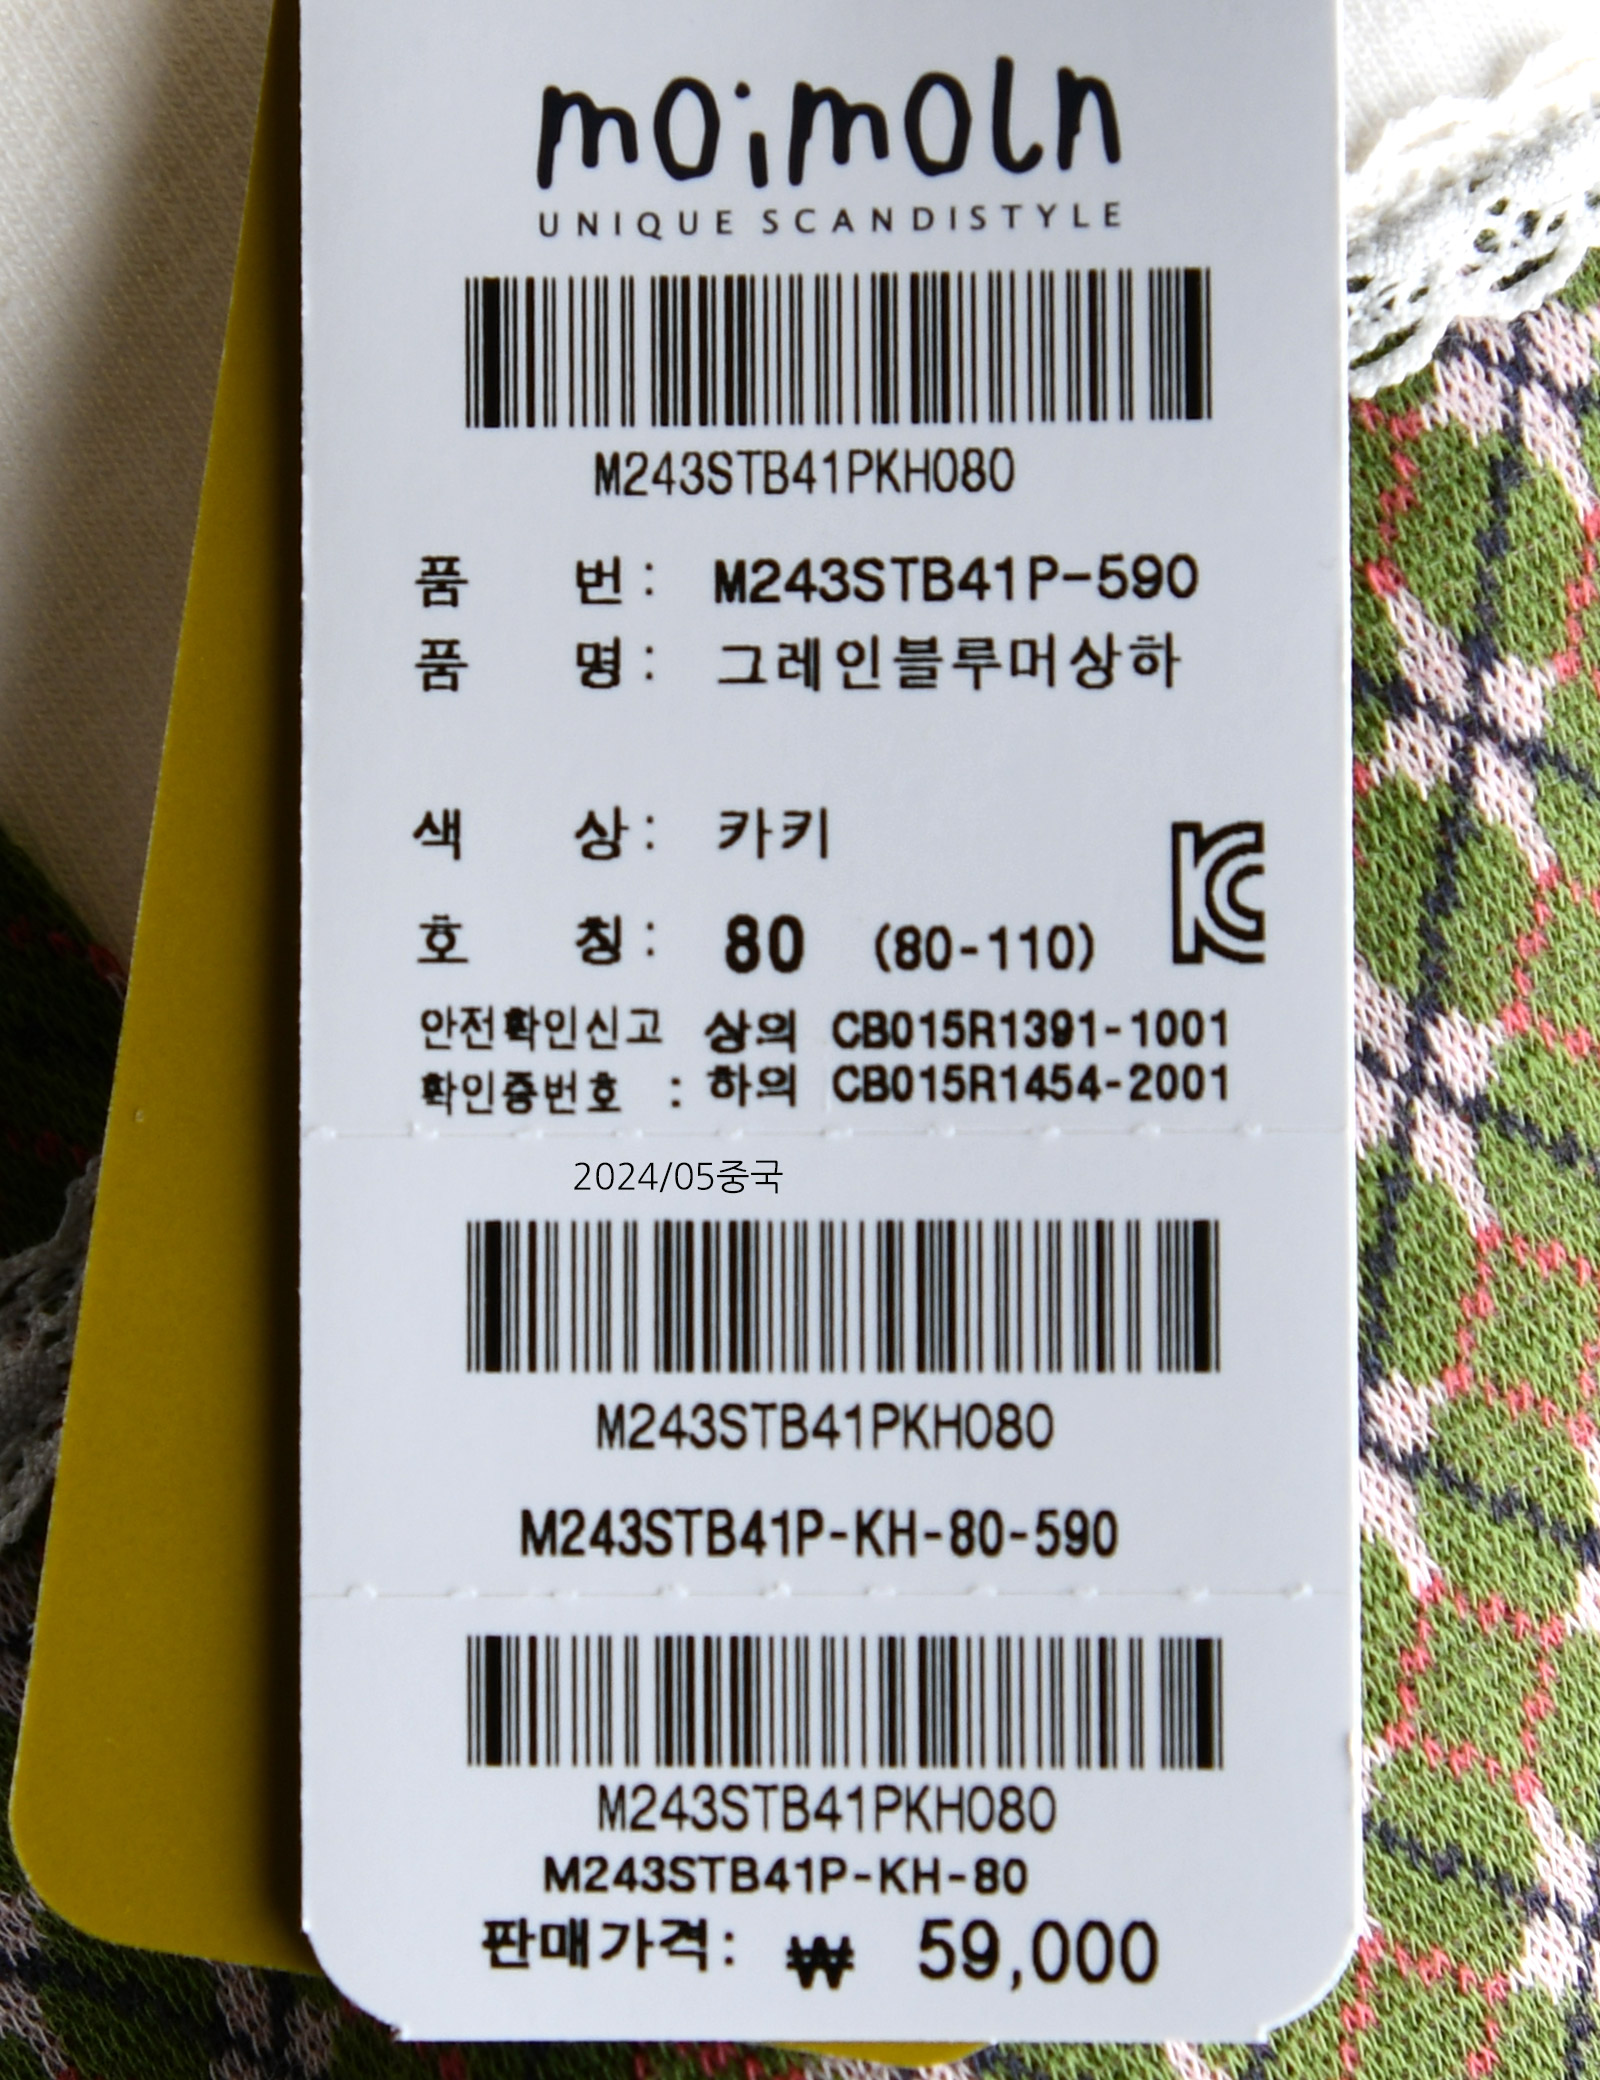 moimoln
UNIQUE SCANDISTYLE
M243STB41PKH080
품 번 : M243STB41P-590
품 명 : 그레인블루머상하
색 상 : 카키
호 칭 : 80 (80-110)
안전확인신고 상의 CB015R1391-1001
확인증번호 : 하의 CB015R1454-2001
2024/05중국
M243STB41PKH080
M243STB41P-KH-80-590
M243STB41PKH080
M243STB41P-KH-80
판매가격: ₩ 59,000